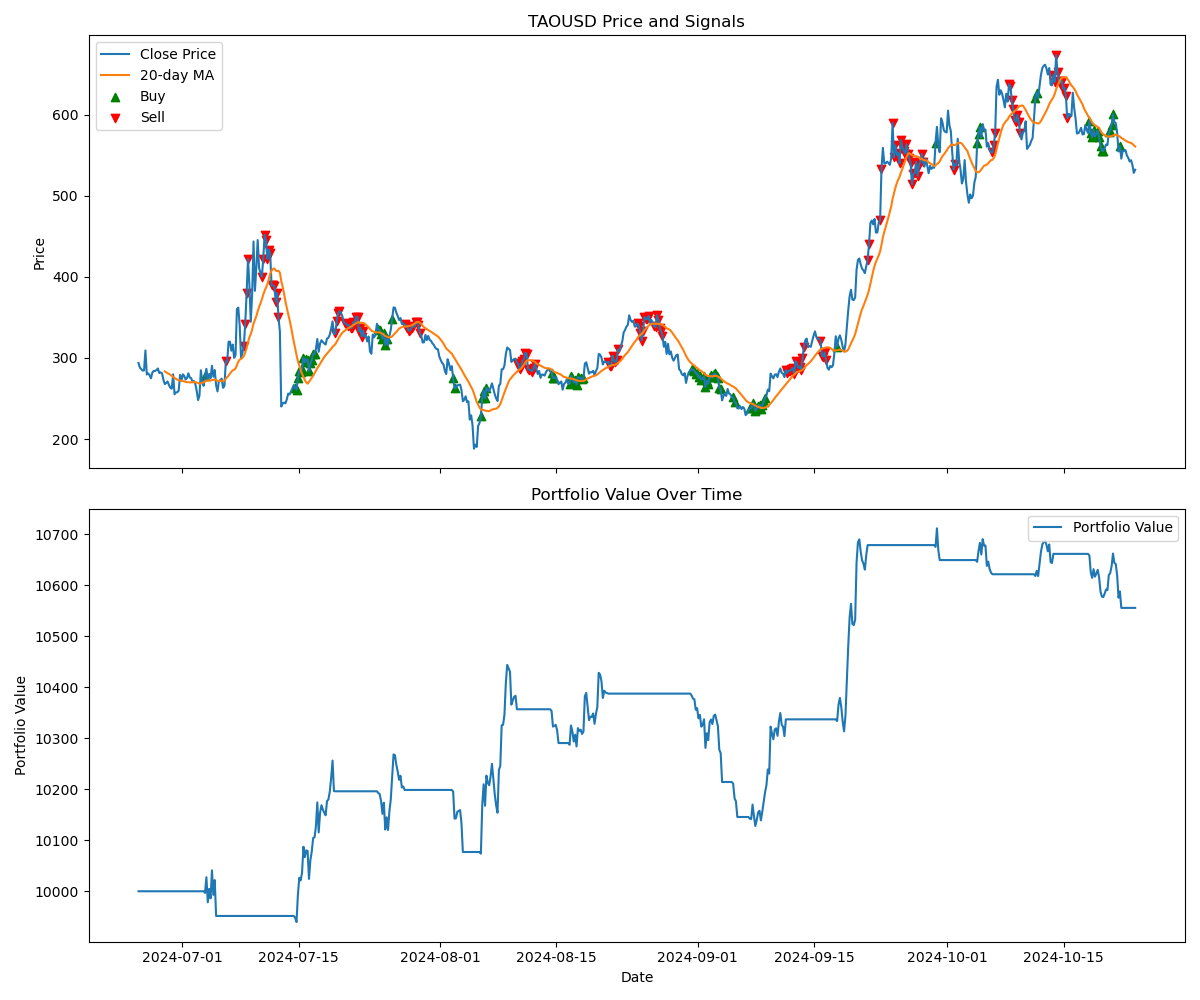 TAOUSD Price and Signals
Close Price
20-day MA
Buy
Sell
600
500
400
300
200
Price
Portfolio Value Over Time
Portfolio Value
10700
10600
10500
10400
10300
10200
10100
10000
Portfolio Value
2024-07-01
2024-07-15
2024-08-01
2024-08-15
2024-09-01
2024-09-15
2024-10-01
2024-10-15
Date